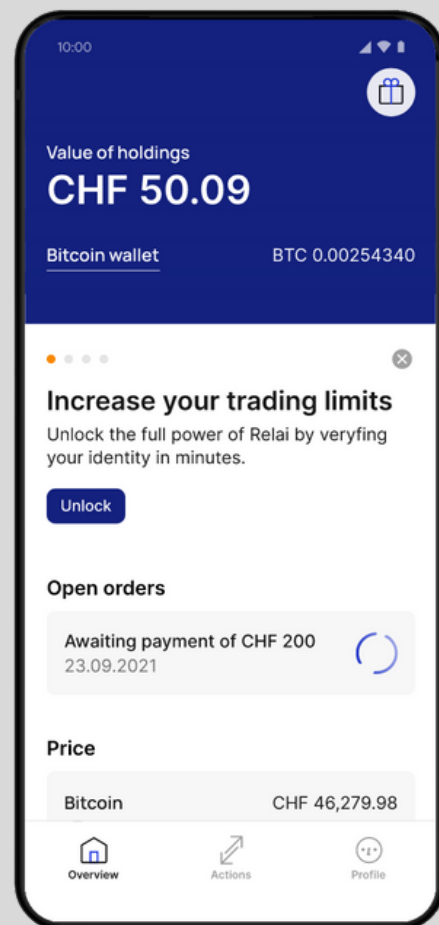 10:00
Value of holdings
CHF 50.09
Bitcoin wallet BTC 0.00254340
Increase your trading limits
Unlock the full power of Relai by veryfing
your identity in minutes.
Unlock
Open orders
Awaiting payment of CHF 200
23.09.2021
Price
Bitcoin CHF 46,279.98
Overview Actions Profile